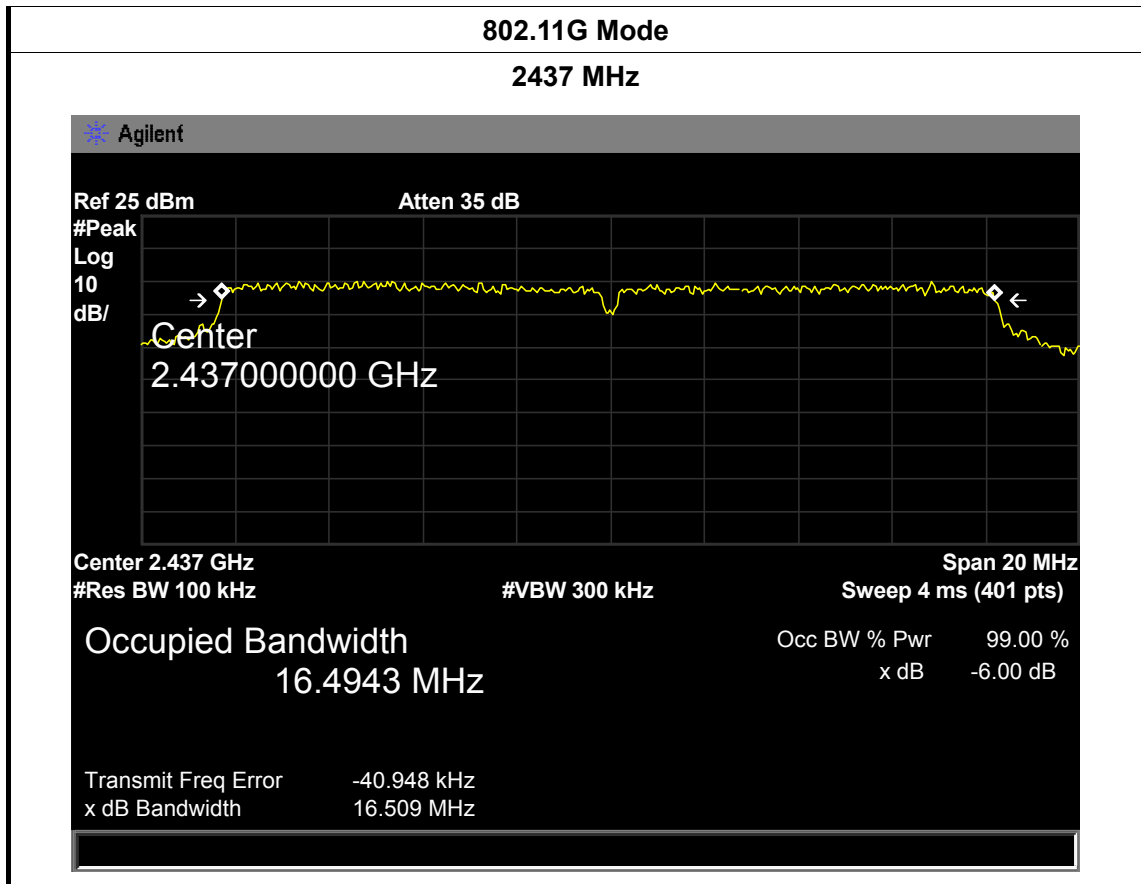 802.11G Mode
2437 MHz
Agilent
Ref 25 dBm Atten 35 dB
#Peak
Log
10
dB/
Center
2.437000000 GHz
Center 2.437 GHz Span 20 MHz
#Res BW 100 kHz #VBW 300 kHz Sweep 4 ms (401 pts)
Occupied Bandwidth Occ BW % Pwr 99.00 %
16.4943 MHz x dB -6.00 dB
Transmit Freq Error -40.948 kHz
x dB Bandwidth 16.509 MHz